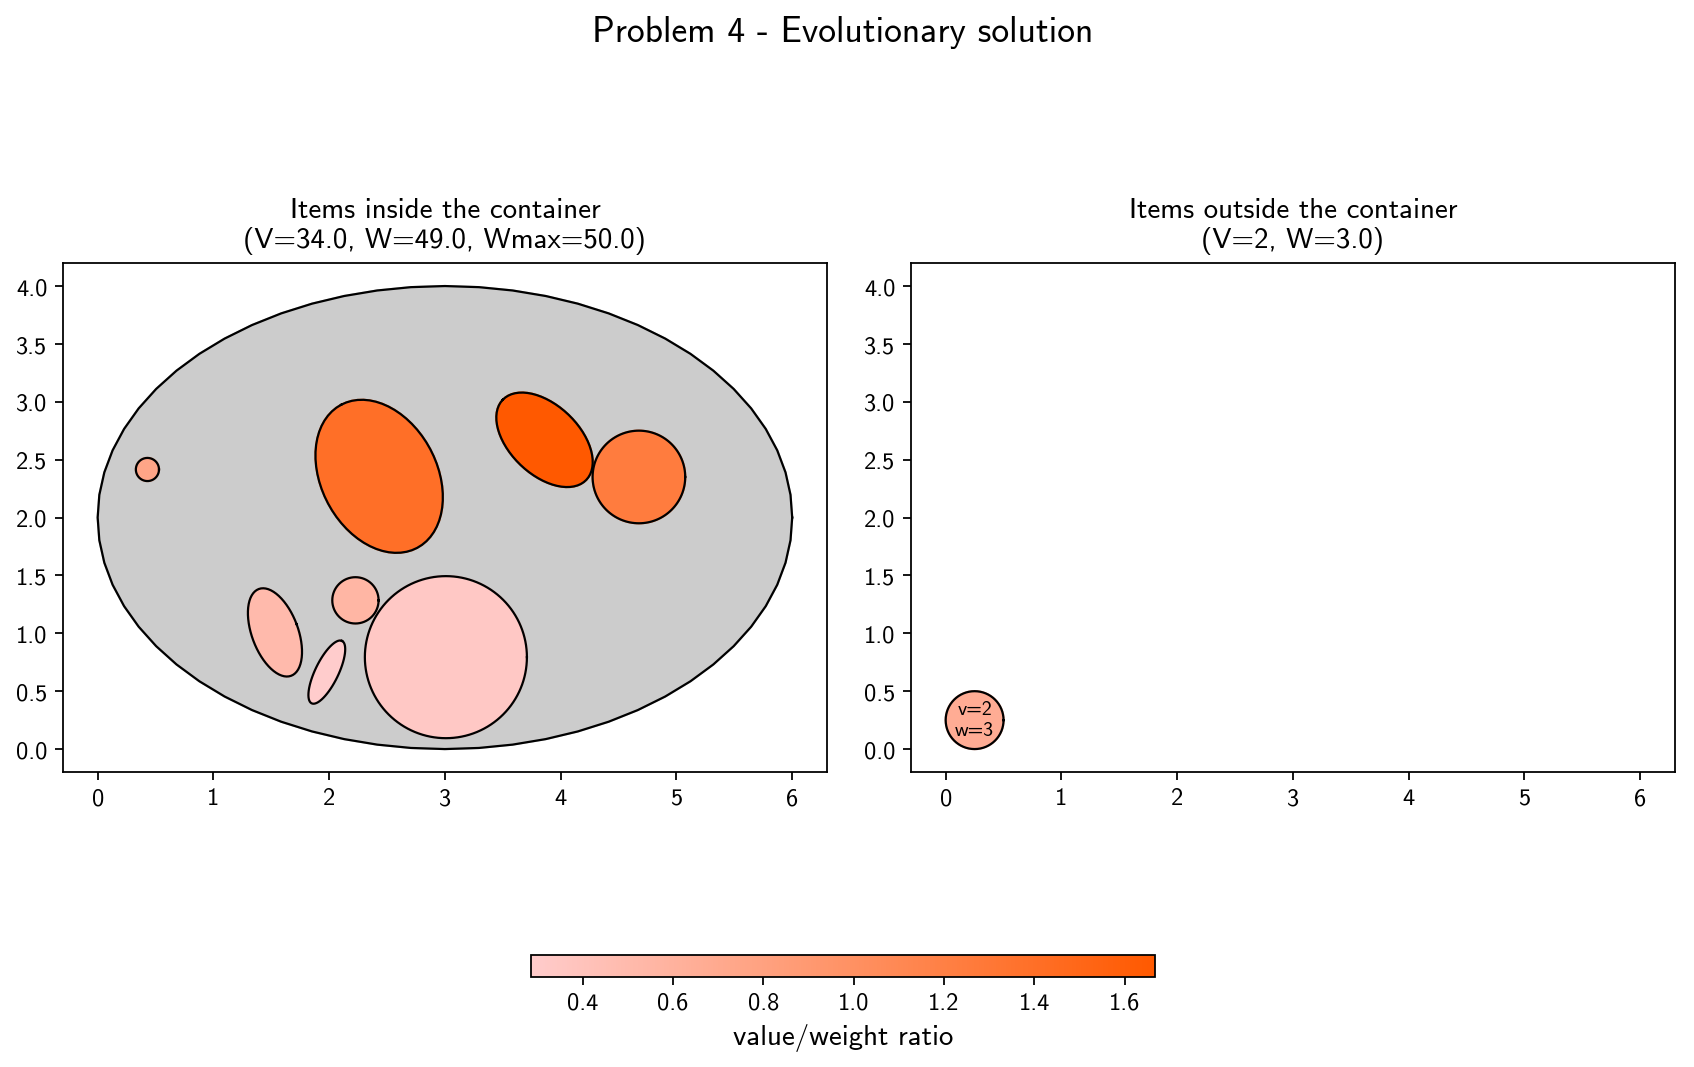 Problem 4 - Evolutionary solution
Items inside the container
(V=34.0, W=49.0, Wmax=50.0)
4.0
3.5
3.0
2.5
2.0
1.5
1.0
0.5
0.0
0 1 2 3 4 5 6
Items outside the container
(V=2, W=3.0)
4.0
3.5
3.0
2.5
2.0
1.5
1.0
0.5
0.0
v=2
w=3
0 1 2 3 4 5 6
0.4 0.6 0.8 1.0 1.2 1.4 1.6
value/weight ratio